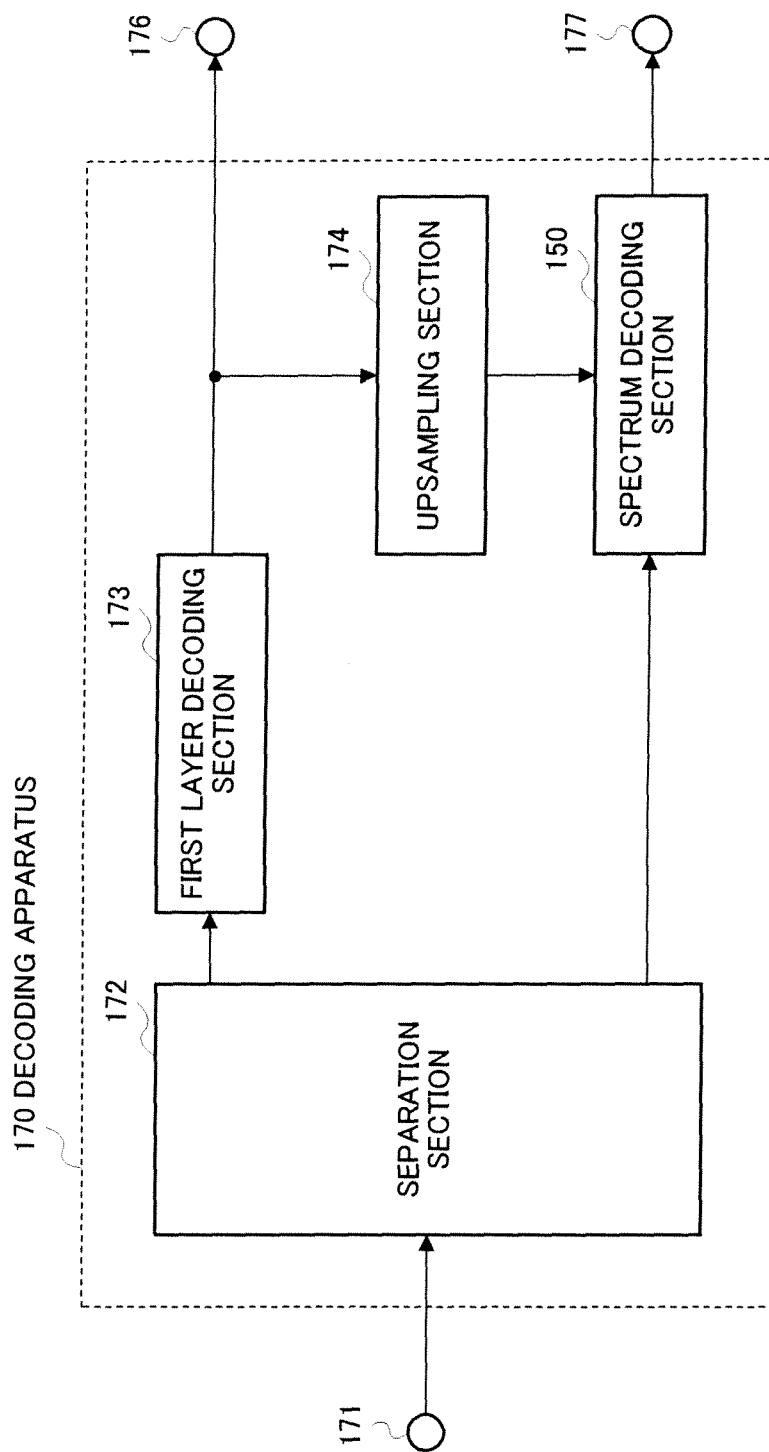 170 DECODING APPARATUS
171
172
SEPARATION
SECTION
173
FIRST LAYER DECODING
SECTION
174
UPSAMPLING SECTION
150
SPECTRUM DECODING
SECTION
176
177